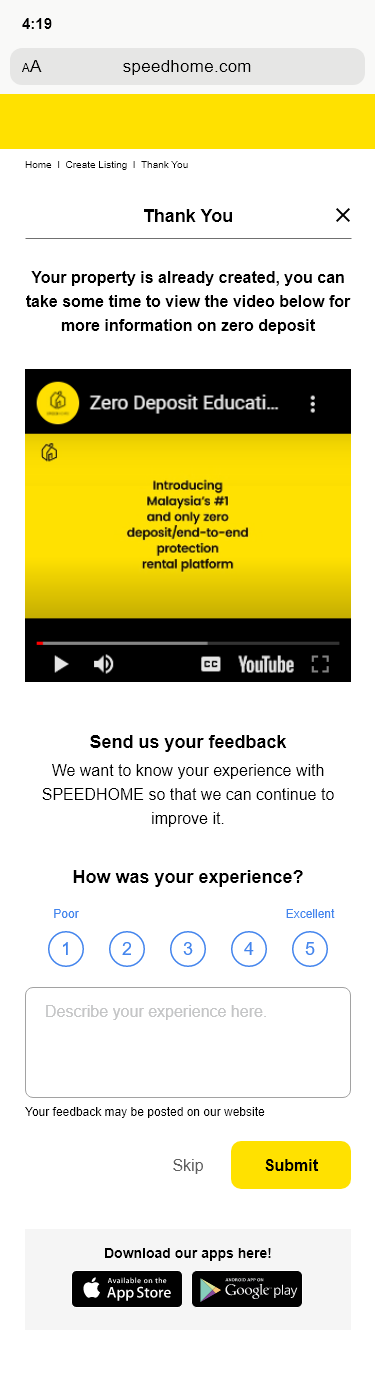 4:19
AA speedhome.com
Home I Create Listing I Thank You
Thank You
Your property is already created, you can
take some time to view the video below for
more information on zero deposit
Zero Deposit Educati...
Introducing
Malaysia's #1
and only zero
deposit/end-to-end
protection
rental platform
CC YouTube
Send us your feedback
We want to know your experience with
SPEEDHOME so that we can continue to
improve it.
How was your experience?
Poor Excellent
1 2 3 4 5
Describe your experience here.
Your feedback may be posted on our website
Skip Submit
Download our apps here!
Available on the
App Store
ANDROID APP ON
Google play